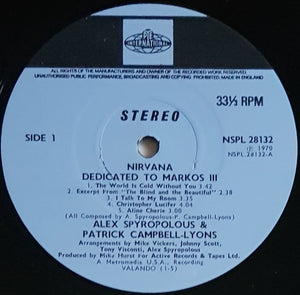 PYE
INTERNATIONAL
ALL RIGHTS OF THE MANUFACTURERS AND OWNER OF THE RECORDED WORK RESERVED.
UNAUTHORISED PUBLIC PERFORMANCE, BROADCASTING AND COPYING PROHIBITED. MADE IN ENGLAND
STEREO
33⅓ RPM
SIDE 1
NSPL 28132
℗ 1970
NSPL.28132-A
NIRVANA
DEDICATED TO MARKOS III
1. The World Is Cold Without You 3.42
2. Excerpt From "The Blind and the Beautiful" 2.38
3. I Talk To My Room 3.35
4. Christopher Lucifer 4.04
5. Aline Cherie 3.01
(All Composed by A. Spyropolous-P. Campbell-Lyons)
ALEX SPYROPOLOUS &
PATRICK CAMPBELL-LYONS
Arrangements by Mike Vickers, Johnny Scott,
Tony Visconti, Alex Spyropolous
Produced by Mike Hurst for Active Records & Tapes Ltd.
A Metromedia U.S.A., Recording
VALANDO (1-5)